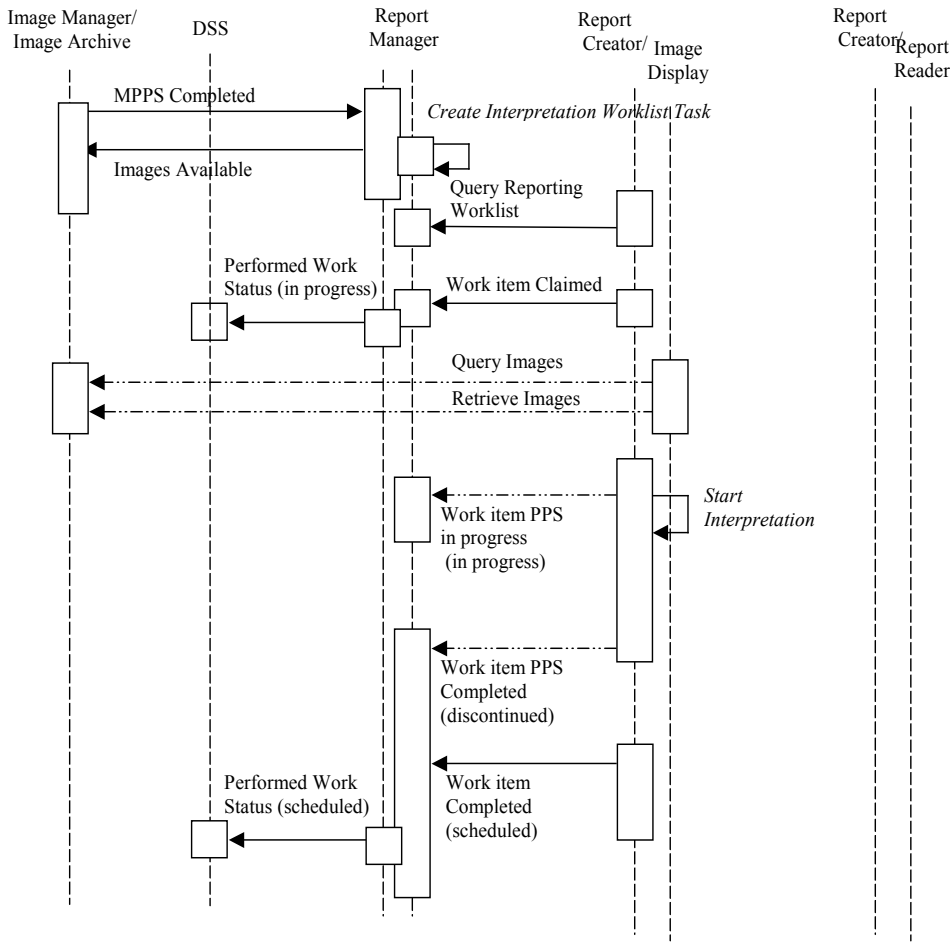 Image Manager/
Image Archive
DSS
Report
Manager
Report
Creator/
Image
Display
Report
Creator/
Report
Reader
MPPS Completed
Create Interpretation Worklist Task
Images Available
Query Reporting
Worklist
Performed Work
Status (in progress)
Work item Claimed
Query Images
Retrieve Images
Start
Interpretation
Work item PPS
in progress
(in progress)
Work item PPS
Completed
(discontinued)
Performed Work
Status (scheduled)
Work item
Completed
(scheduled)